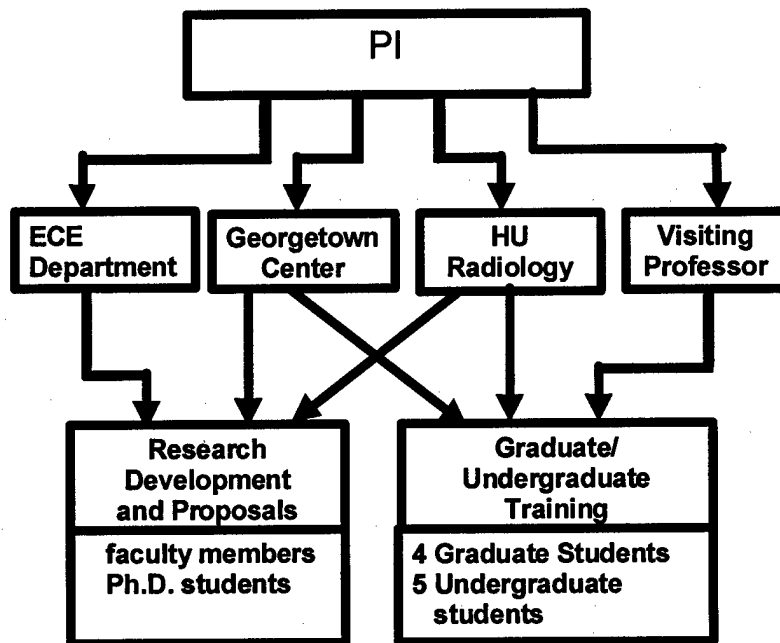 PI
ECE
Department
Georgetown
Center
HU
Radiology
Visiting
Professor
Research
Development
and Proposals
faculty members
Ph.D. students
Graduate/
Undergraduate
Training
4 Graduate Students
5 Undergraduate
students